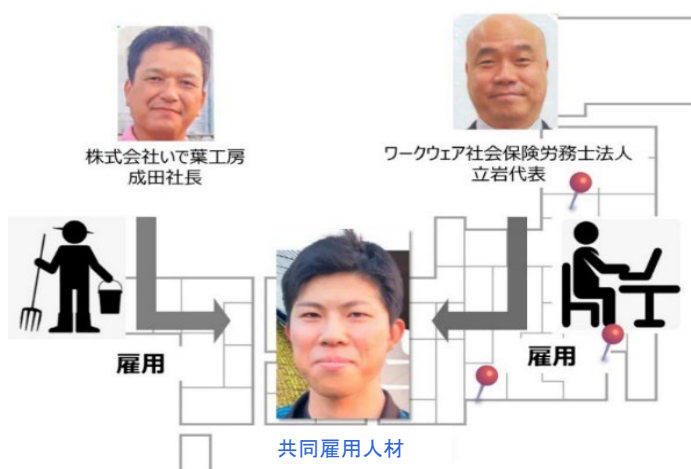 株式会社いで葉工房
成田社長
ワークウェア社会保険労務士法人
立岩代表
雇用
雇用
共同雇用人材